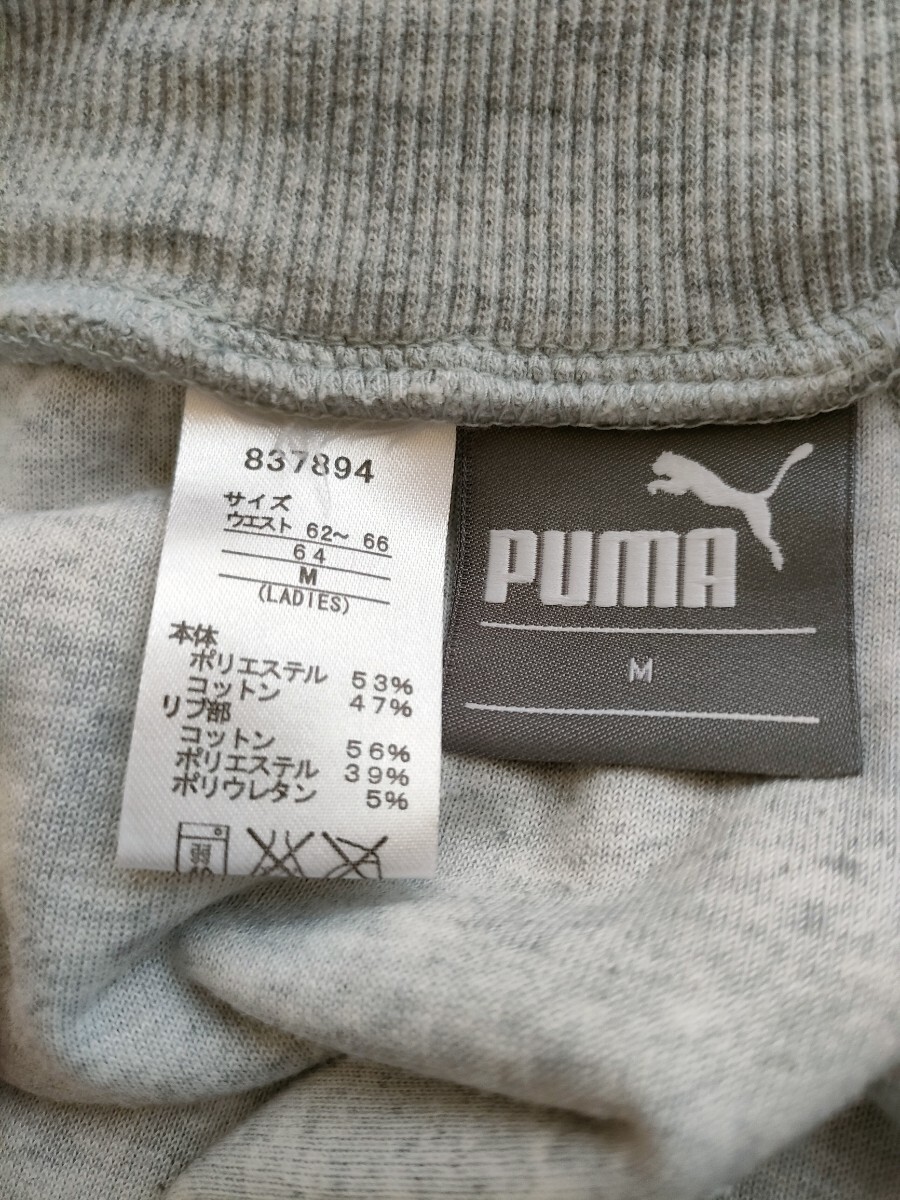 837894
サイズ
ウエスト 62～ 66
64
M
(LADIES)
本体
ポリエステル 53%
コットン 47%
リブ部
コットン 56%
ポリエステル 39%
ポリウレタン 5%
弱
40
PUMA
M